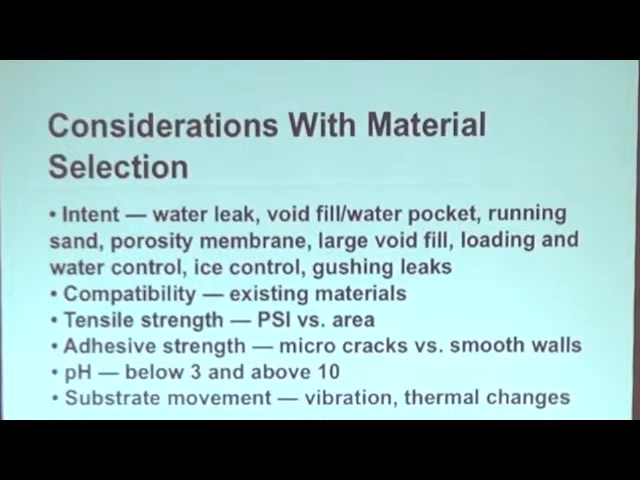 Considerations With Material
Selection
• Intent — water leak, void fill/water pocket, running
sand, porosity membrane, large void fill, loading and
water control, ice control, gushing leaks
• Compatibility — existing materials
• Tensile strength — PSI vs. area
• Adhesive strength — micro cracks vs. smooth walls
• pH — below 3 and above 10
• Substrate movement — vibration, thermal changes